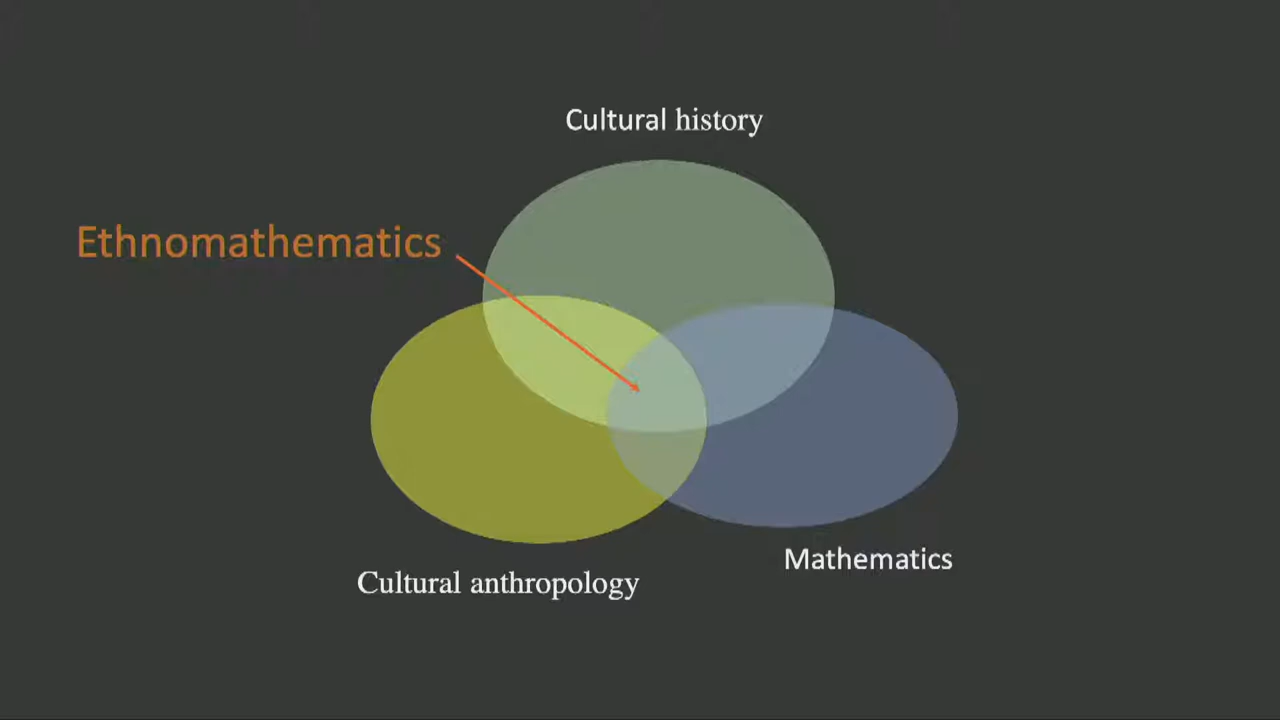 Cultural history
Ethnomathematics
Mathematics
Cultural anthropology